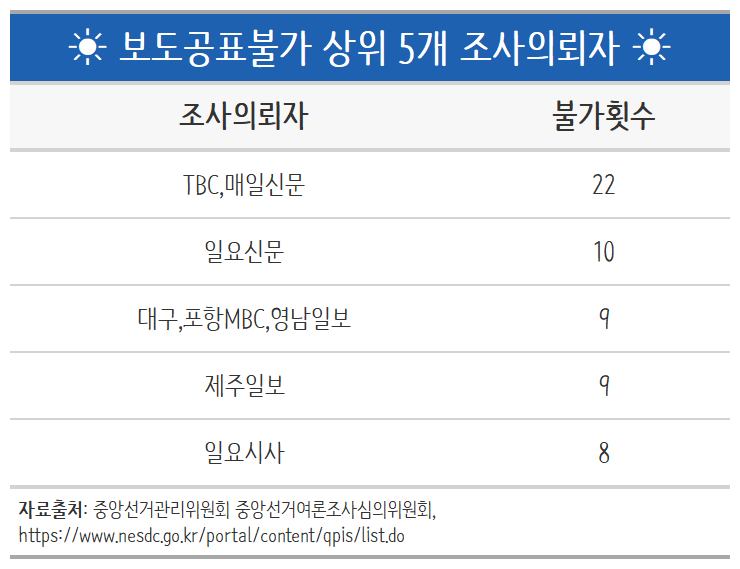 ☀ 보도공표불가 상위 5개 조사의뢰자 ☀
조사의뢰자 불가횟수
TBC,매일신문 22
일요신문 10
대구,포항MBC,영남일보 9
제주일보 9
일요시사 8
자료출처: 중앙선거관리위원회 중앙선거여론조사심의위원회,
https://www.nesdc.go.kr/portal/content/qpis/list.do